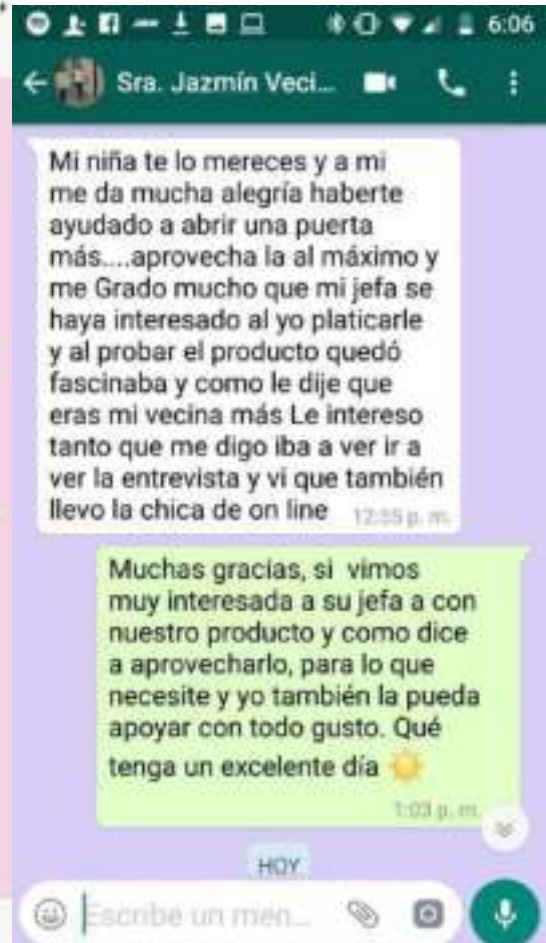 6:06
Sra. Jazmín Veci...
Mi niña te lo mereces y a mi
me da mucha alegría haberte
ayudado a abrir una puerta
más....aprovecha la al máximo y
me Grado mucho que mi jefa se
haya interesado al yo platicarle
y al probar el producto quedó
fascinaba y como le dije que
eras mi vecina más Le intereso
tanto que me digo iba a ver ir a
ver la entrevista y vi que también
llevo la chica de on line
12:55 p. m.
Muchas gracias, si vimos
muy interesada a su jefa a con
nuestro producto y como dice
a aprovecharlo, para lo que
necesite y yo también la pueda
apoyar con todo gusto. Qué
tenga un excelente día
1:03 p. m.
HOY
Escribe un men...